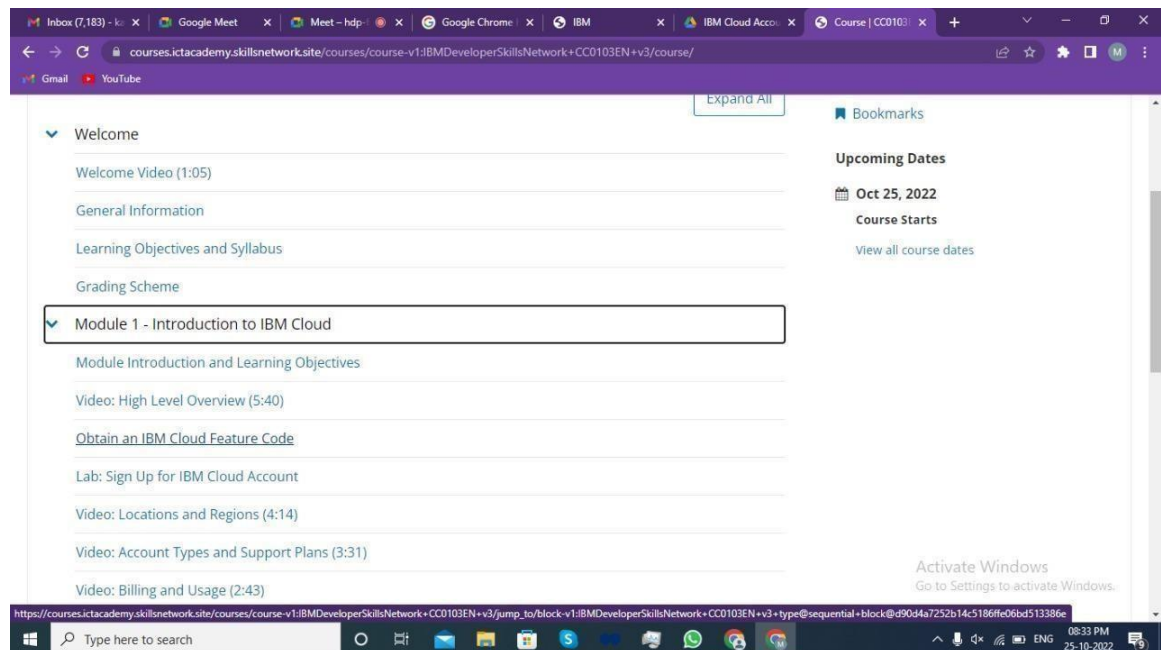 Inbox (7,183) - ka
Google Meet
Meet – hdp-
Google Chrome
IBM
IBM Cloud Accou
Course | CC0103
courses.ictacademy.skillsnetwork.site/courses/course-v1:IBMDeveloperSkillsNetwork+CC0103EN+v3/course/
M
Gmail
YouTube
Expand All
Bookmarks
Welcome
Upcoming Dates
Welcome Video (1:05)
Oct 25, 2022
General Information
Course Starts
Learning Objectives and Syllabus
View all course dates
Grading Scheme
Module 1 - Introduction to IBM Cloud
Module Introduction and Learning Objectives
Video: High Level Overview (5:40)
Obtain an IBM Cloud Feature Code
Lab: Sign Up for IBM Cloud Account
Video: Locations and Regions (4:14)
Video: Account Types and Support Plans (3:31)
Activate Windows
Go to Settings to activate Windows.
Video: Billing and Usage (2:43)
https://courses.ictacademy.skillsnetwork.site/courses/course-v1:IBMDeveloperSkillsNetwork+CC0103EN+v3/jump_to/block-v1:IBMDeveloperSkillsNetwork+CC0103EN+v3+type@sequential+block@d90d4a7252b14c5186ffe06bd513386e
Type here to search
ENG
08:33 PM
25-10-2022